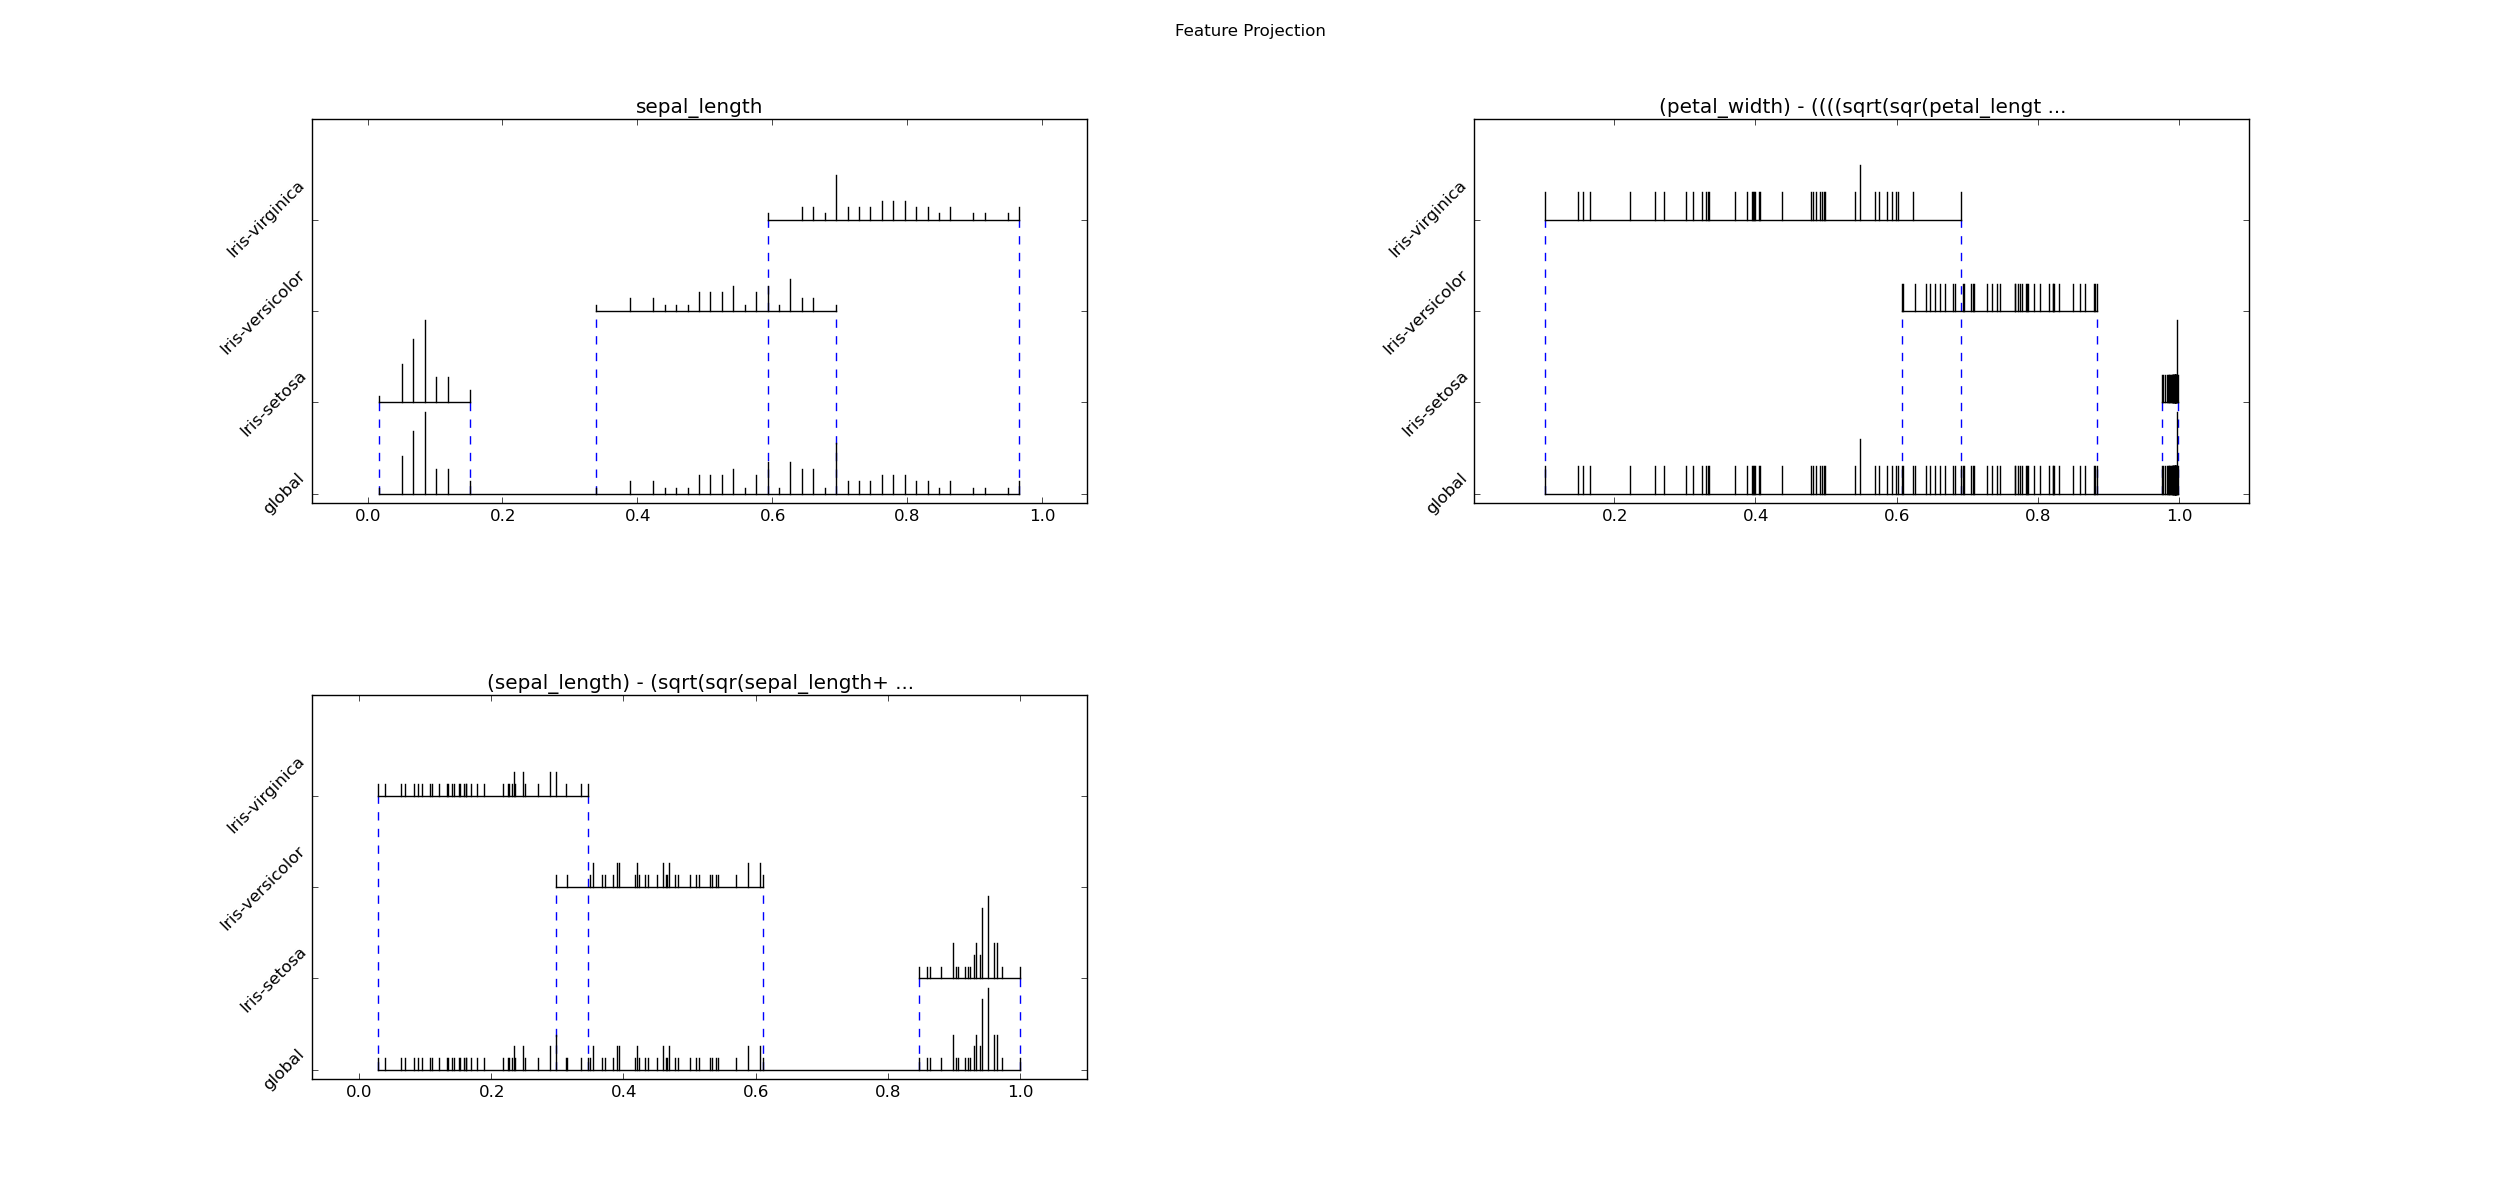 Feature Projection
sepal_length
Iris-virginica
Iris-versicolor
Iris-setosa
global
0.0 0.2 0.4 0.6 0.8 1.0
(petal_width) - ((((sqrt(sqr(petal_lengt ...
Iris-virginica
Iris-versicolor
Iris-setosa
global
0.2 0.4 0.6 0.8 1.0
(sepal_length) - (sqrt(sqr(sepal_length+ ...
Iris-virginica
Iris-versicolor
Iris-setosa
global
0.0 0.2 0.4 0.6 0.8 1.0